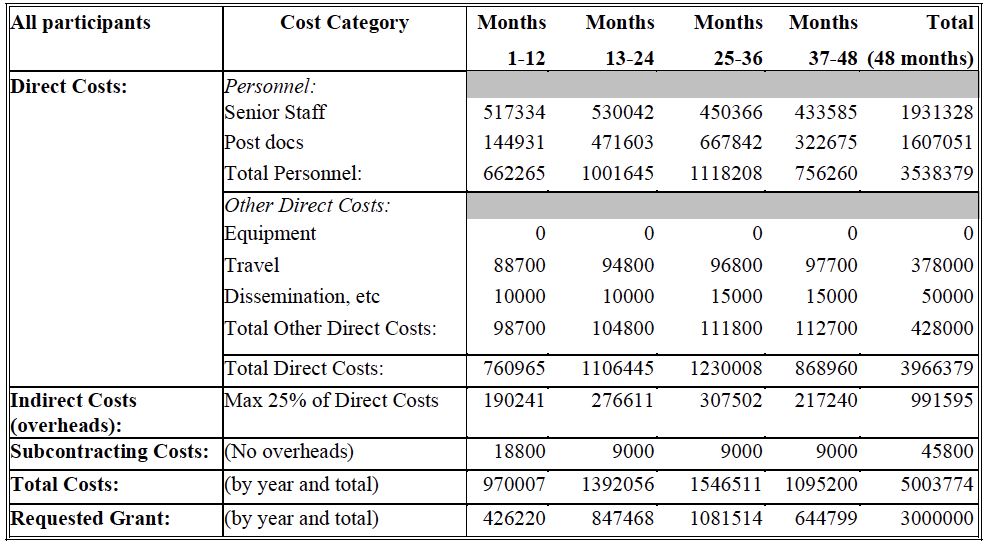 All participants Cost Category Months Months Months Months Total
1-12 13-24 25-36 37-48 (48 months)
Direct Costs: Personnel:
Senior Staff 517334 530042 450366 433585 1931328
Post docs 144931 471603 667842 322675 1607051
Total Personnel: 662265 1001645 1118208 756260 3538379
Other Direct Costs:
Equipment 0 0 0 0 0
Travel 88700 94800 96800 97700 378000
Dissemination, etc 10000 10000 15000 15000 50000
Total Other Direct Costs: 98700 104800 111800 112700 428000
Total Direct Costs: 760965 1106445 1230008 868960 3966379
Indirect Costs Max 25% of Direct Costs 190241 276611 307502 217240 991595
(overheads):
Subcontracting Costs: (No overheads) 18800 9000 9000 9000 45800
Total Costs: (by year and total) 970007 1392056 1546511 1095200 5003774
Requested Grant: (by year and total) 426220 847468 1081514 644799 3000000